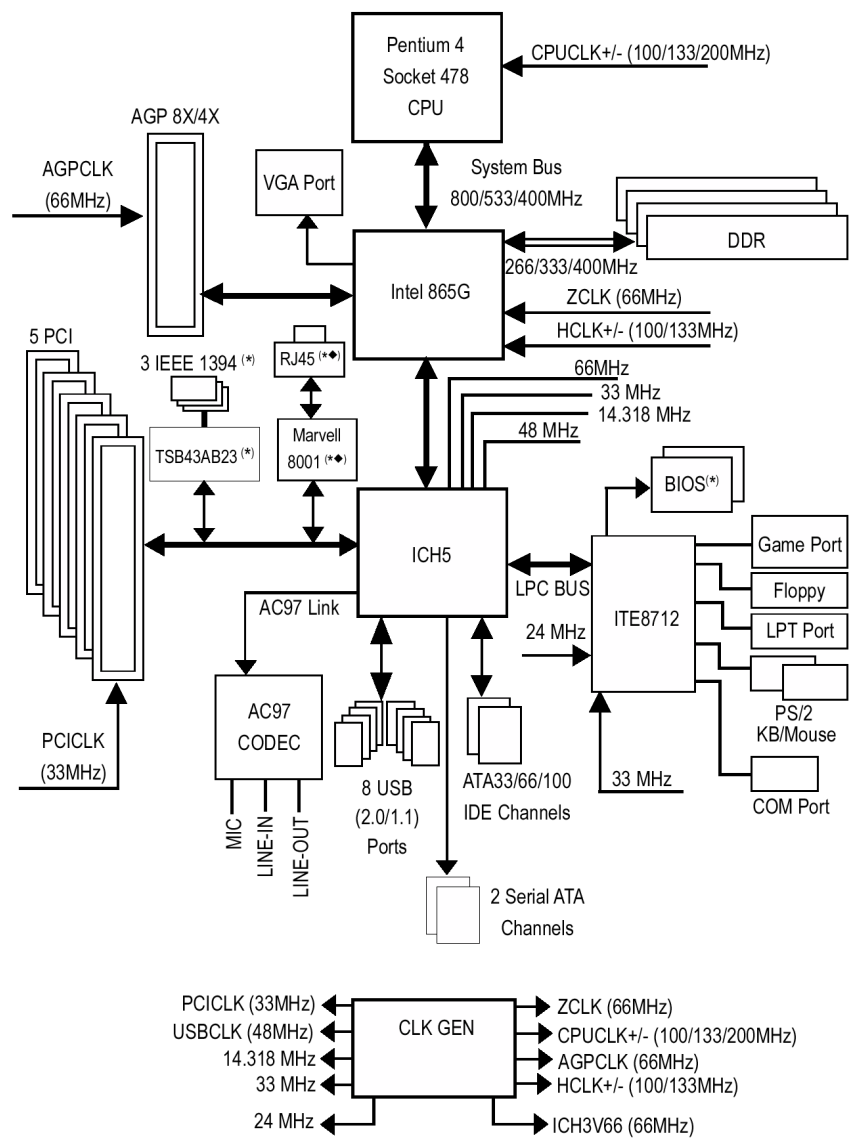 Pentium 4
Socket 478
CPU
CPUCLK+/- (100/133/200MHz)
AGP 8X/4X
AGPCLK
(66MHz)
VGA Port
System Bus
800/533/400MHz
DDR
266/333/400MHz
Intel 865G
ZCLK (66MHz)
HCLK+/- (100/133MHz)
5 PCI
3 IEEE 1394 (*)
RJ45 (*◆)
66MHz
33 MHz
14.318 MHz
48 MHz
TSB43AB23 (*)
Marvell
8001 (*◆)
BIOS(*)
ICH5
LPC BUS
Game Port
Floppy
LPT Port
ITE8712
24 MHz
AC97 Link
PS/2
KB/Mouse
AC97
CODEC
PCICLK
(33MHz)
8 USB
(2.0/1.1)
Ports
ATA33/66/100
IDE Channels
33 MHz
COM Port
MIC
LINE-IN
LINE-OUT
2 Serial ATA
Channels
CLK GEN
PCICLK (33MHz)
USBCLK (48MHz)
14.318 MHz
33 MHz
24 MHz
ZCLK (66MHz)
CPUCLK+/- (100/133/200MHz)
AGPCLK (66MHz)
HCLK+/- (100/133MHz)
ICH3V66 (66MHz)